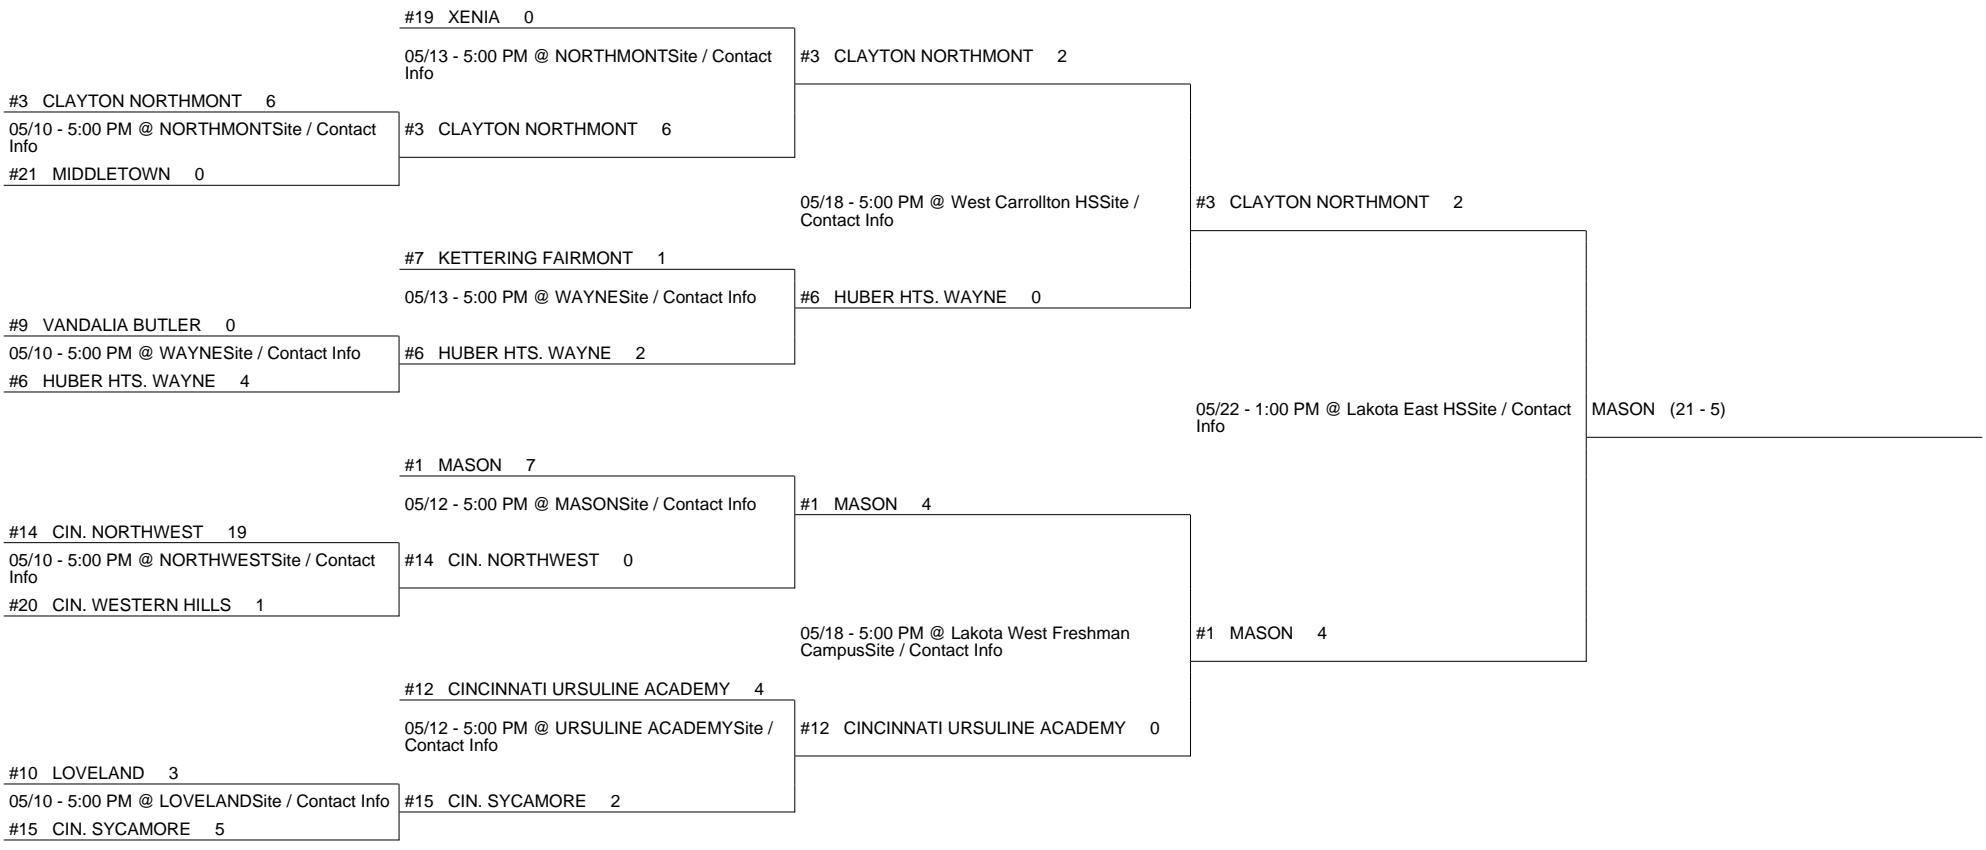 #19 XENIA 0
05/13 - 5:00 PM @ NORTHMONTSite / Contact
Info
#3 CLAYTON NORTHMONT 2
#3 CLAYTON NORTHMONT 6
05/10 - 5:00 PM @ NORTHMONTSite / Contact
Info
#3 CLAYTON NORTHMONT 6
#21 MIDDLETOWN 0
05/18 - 5:00 PM @ West Carrollton HSSite /
Contact Info
#3 CLAYTON NORTHMONT 2
#7 KETTERING FAIRMONT 1
05/13 - 5:00 PM @ WAYNESite / Contact Info
#6 HUBER HTS. WAYNE 0
#9 VANDALIA BUTLER 0
05/10 - 5:00 PM @ WAYNESite / Contact Info
#6 HUBER HTS. WAYNE 2
#6 HUBER HTS. WAYNE 4
05/22 - 1:00 PM @ Lakota East HSSite / Contact
Info
MASON (21 - 5)
#1 MASON 7
05/12 - 5:00 PM @ MASONSite / Contact Info
#1 MASON 4
#14 CIN. NORTHWEST 19
05/10 - 5:00 PM @ NORTHWESTSite / Contact
Info
#14 CIN. NORTHWEST 0
#20 CIN. WESTERN HILLS 1
05/18 - 5:00 PM @ Lakota West Freshman
CampusSite / Contact Info
#1 MASON 4
#12 CINCINNATI URSULINE ACADEMY 4
05/12 - 5:00 PM @ URSULINE ACADEMYSite /
Contact Info
#12 CINCINNATI URSULINE ACADEMY 0
#10 LOVELAND 3
05/10 - 5:00 PM @ LOVELANDSite / Contact Info
#15 CIN. SYCAMORE 2
#15 CIN. SYCAMORE 5